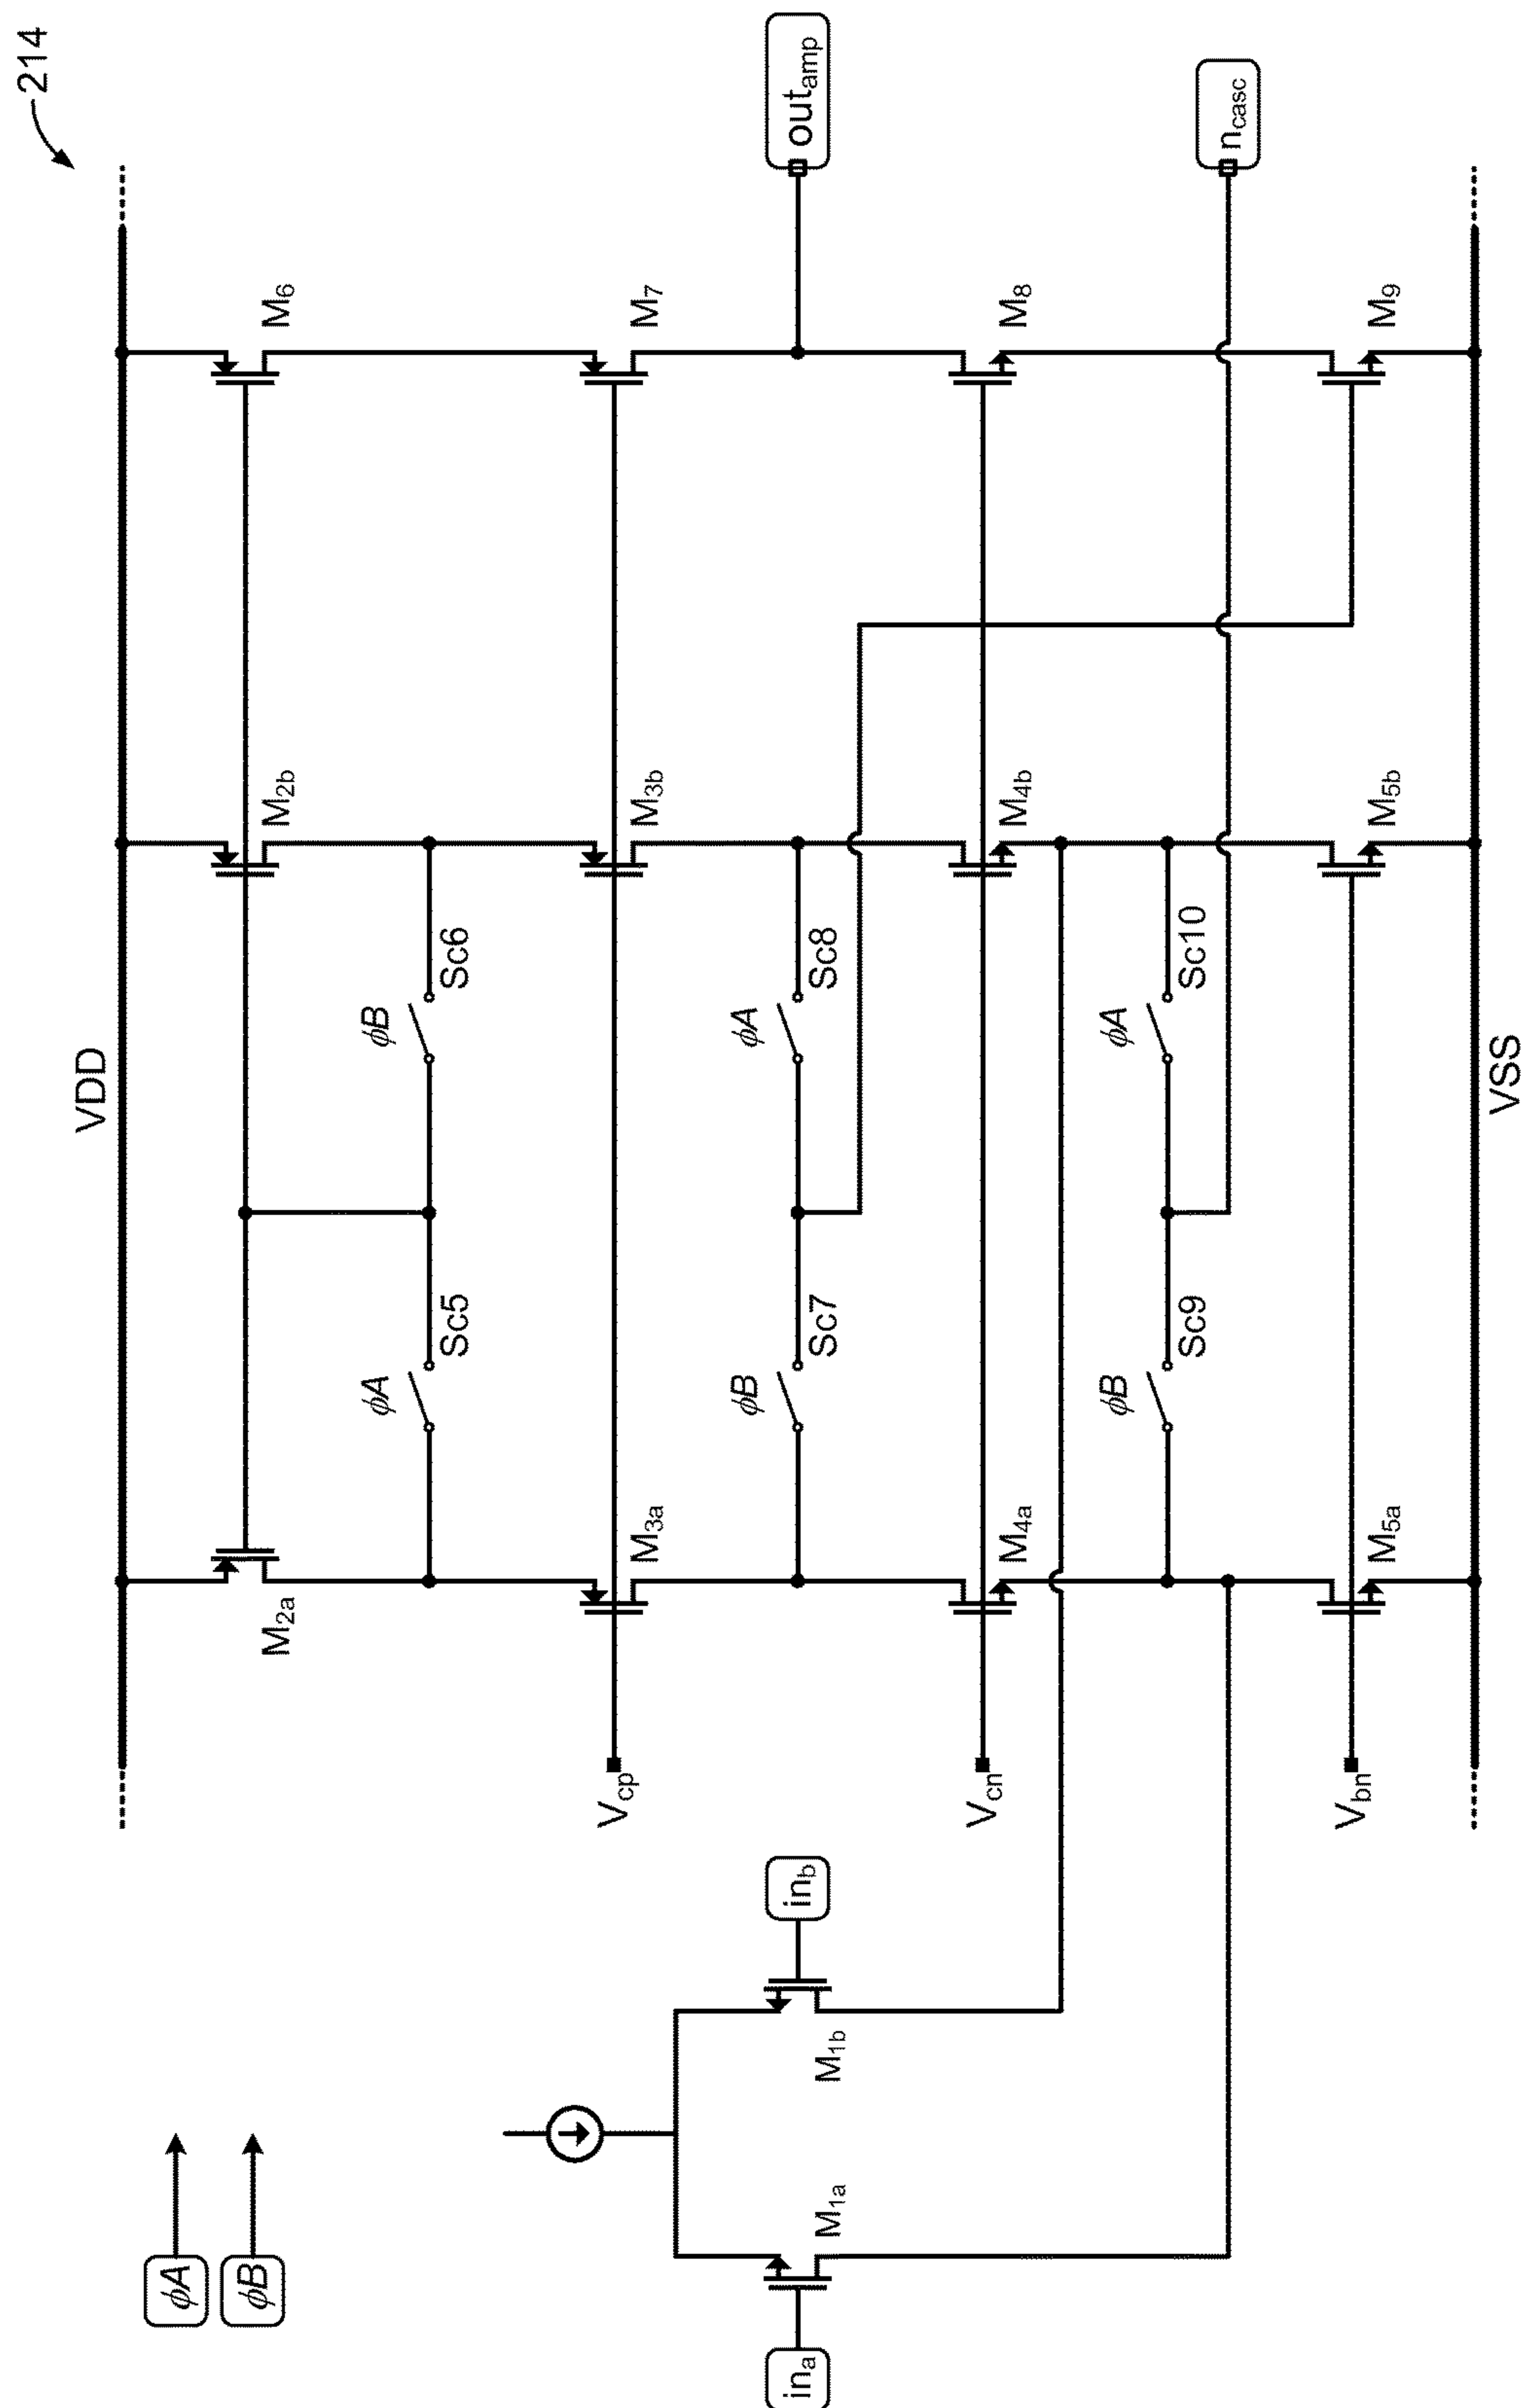 214
ϕA
ϕB
VDD
M2a
M2b
M6
ϕA
Sc5
ϕB
Sc6
Vcp
M3a
M3b
M7
ina
M1a
M1b
inb
ϕB
Sc7
ϕA
Sc8
outamp
Vcn
M4a
M4b
M8
ϕB
Sc9
ϕA
Sc10
ncasc
Vbn
M5a
M5b
M9
VSS